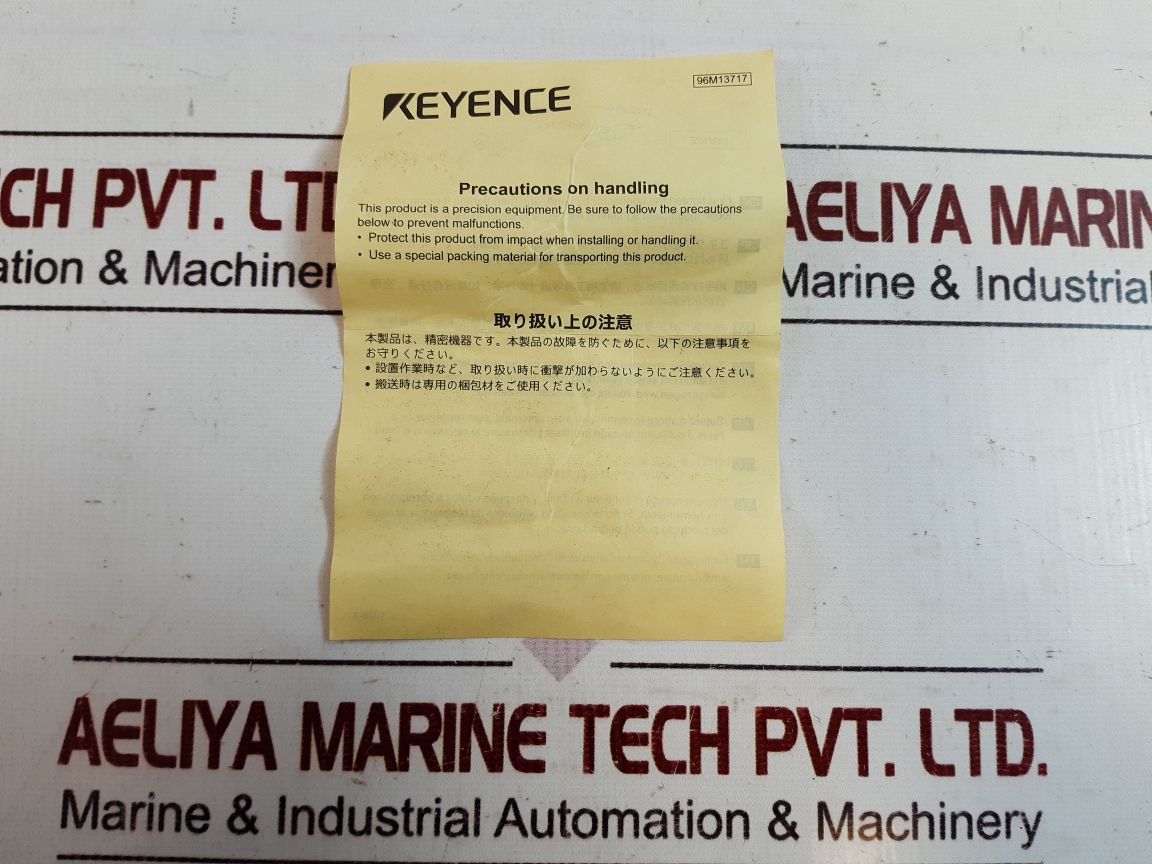 KEYENCE
96M13717
Precautions on handling
This product is a precision equipment. Be sure to follow the precautions
below to prevent malfunctions.
• Protect this product from impact when installing or handling it.
• Use a special packing material for transporting this product.
取り扱い上の注意
本製品は、精密機器です。本製品の故障を防ぐために、以下の注意事項を
お守りください。
• 設置作業時など、取り扱い時に衝撃が加わらないようにご注意ください。
• 搬送時は専用の梱包材をご使用ください。
CH PVT. LTD
ation & Machiner
AELIYA MARIN
Marine & Industrial
AELIYA MARINE TECH PVT. LTD.
Marine & Industrial Automation & Machinery